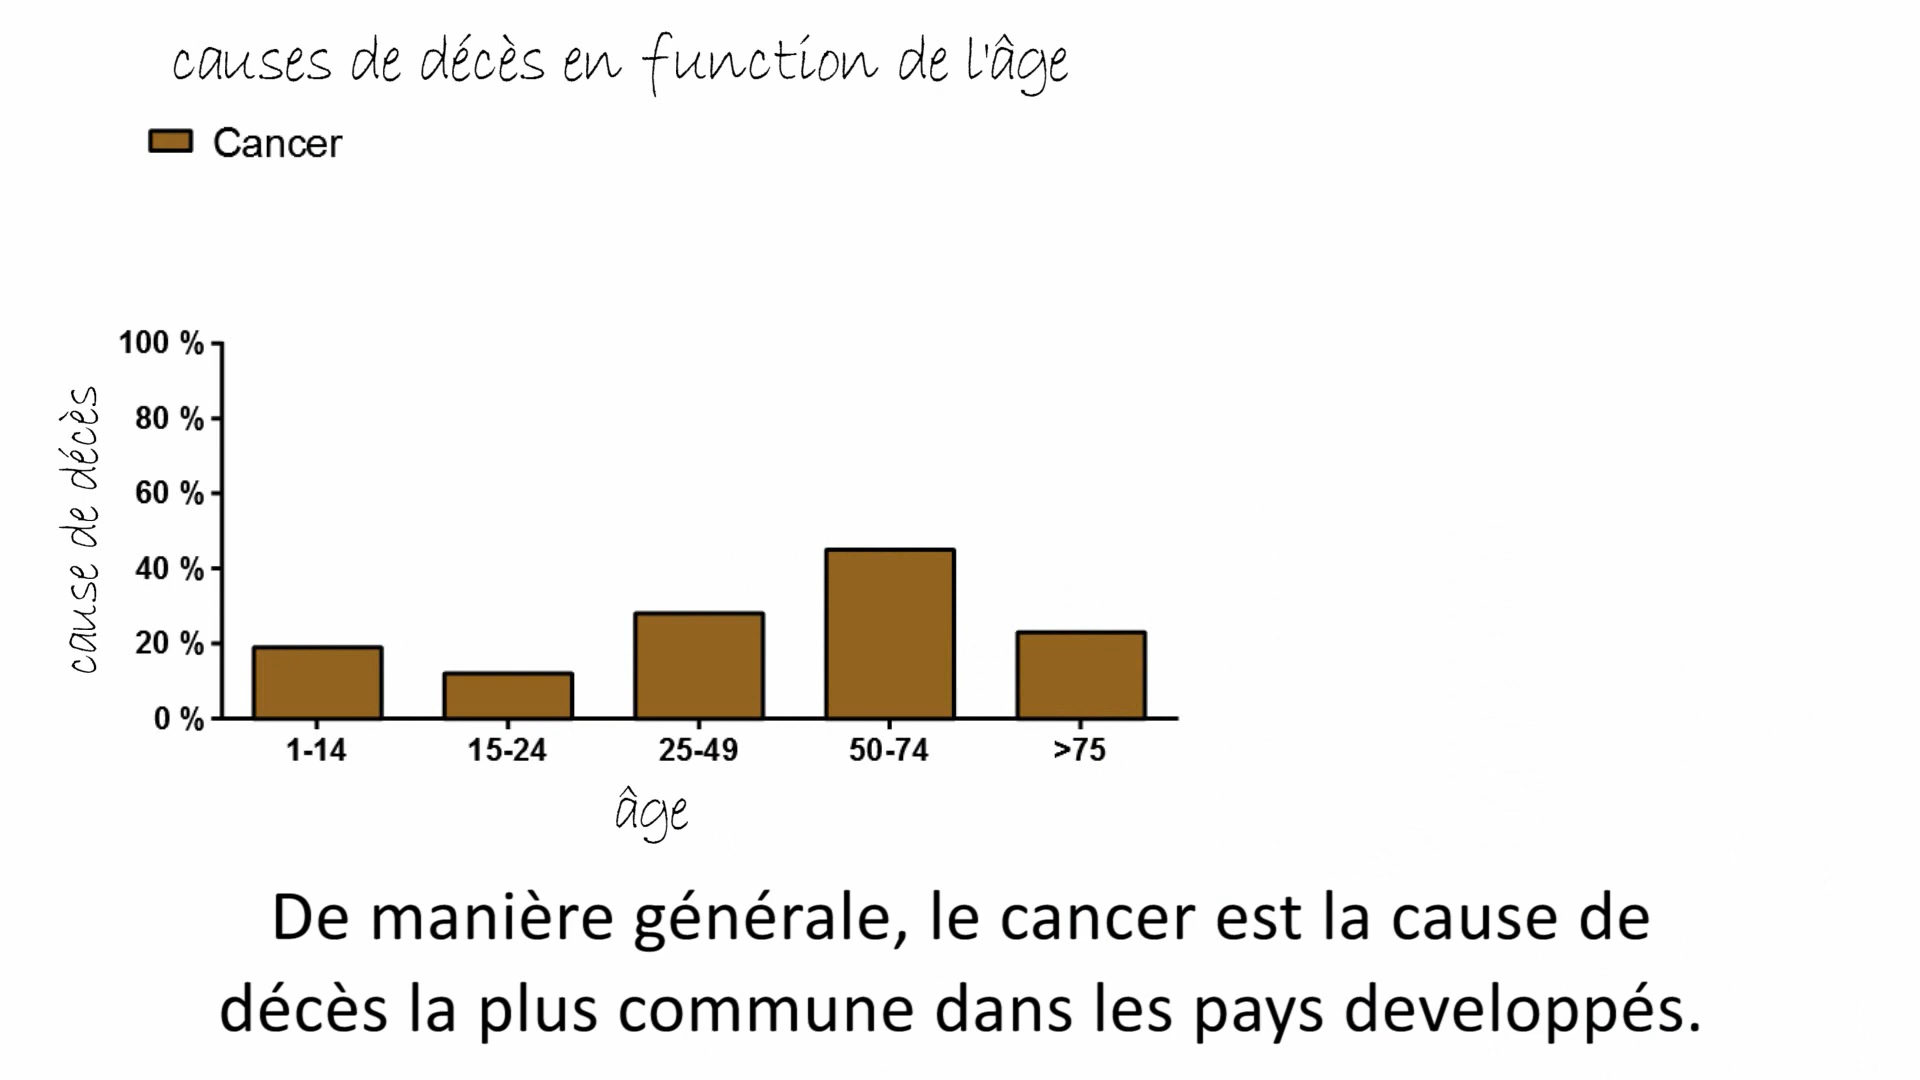 causes de décès en function de l'âge
Cancer
100 %
80 %
60 %
40 %
20 %
0 %
cause de décès
1-14 15-24 25-49 50-74 >75
âge
De manière générale, le cancer est la cause de
décès la plus commune dans les pays developpés.